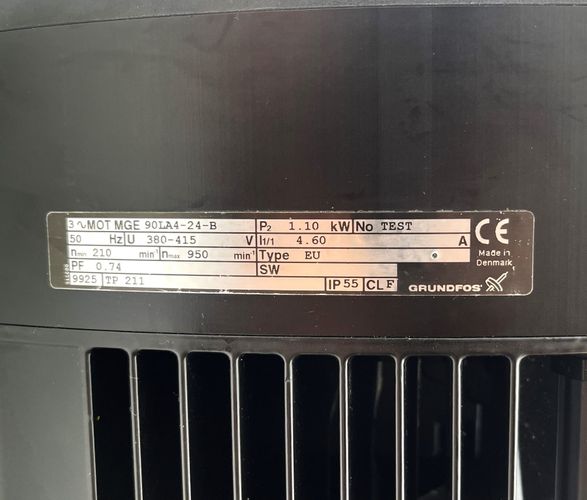 3~MOT MGE 90LA4-24-B P2 1.10 kW No TEST
50 Hz U 380-415 V I1/1 4.60 A
nmin 210 min-1 nmax 950 min-1 Type EU
PF 0.74 SW
9925 TP 211 IP 55 CL F
CE
Made in
Denmark
GRUNDFOS